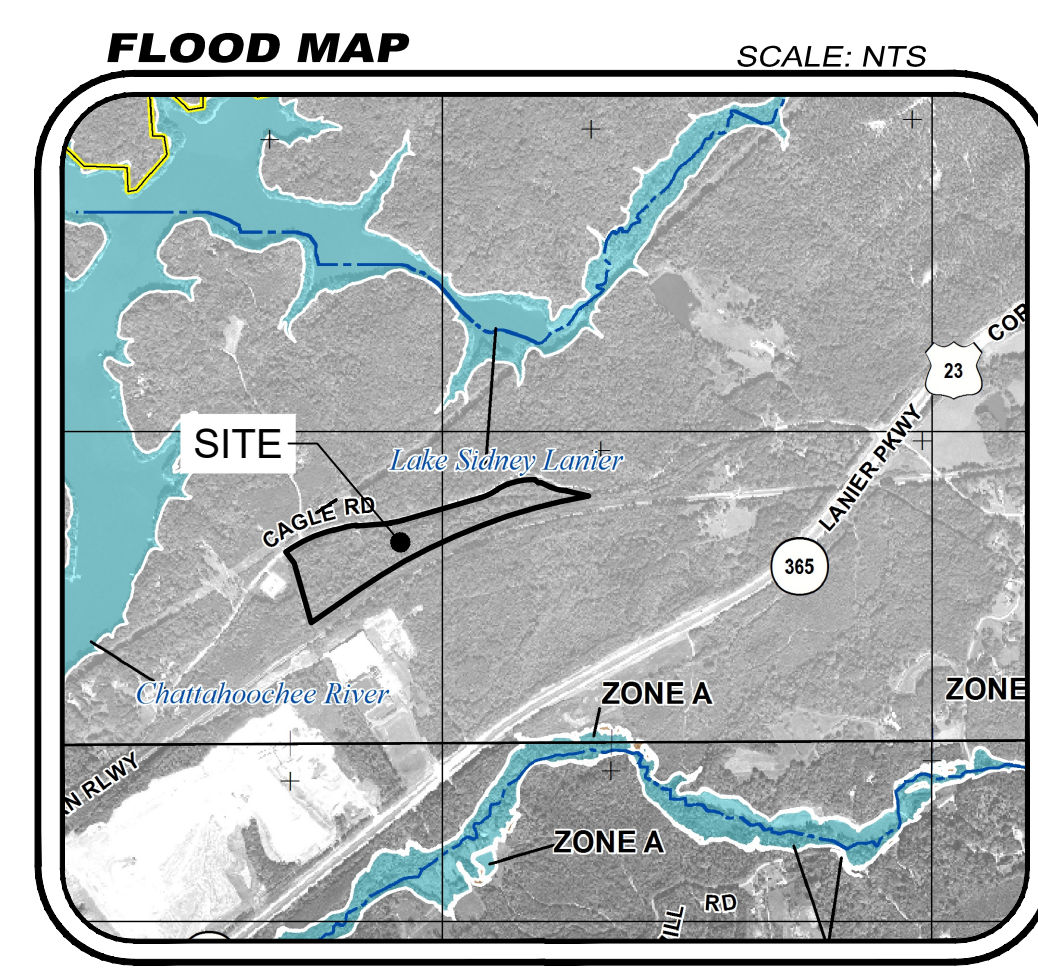 FLOOD MAP
SCALE: NTS
COR
23
LANIER PKWY
SITE
Lake Sidney Lanier
CAGLE RD
365
Chattahoochee River
ZONE A
ZONE
N RLWY
ZONE A
RD
ILL